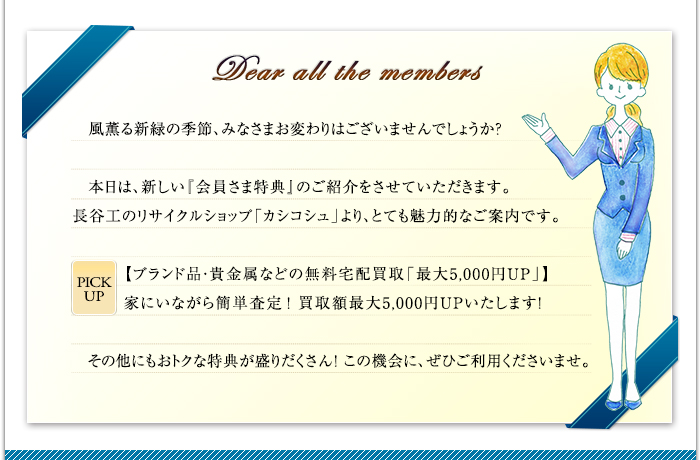 Dear all the members
風薫る新緑の季節、みなさまお変わりはございませんでしょうか?
本日は、新しい『会員さま特典』のご紹介をさせていただきます。
長谷工のリサイクルショップ「カシコシュ」より、とても魅力的なご案内です。
PICK
UP
【ブランド品・貴金属などの無料宅配買取「最大5,000円UP」】
家にいながら簡単査定! 買取額最大5,000円UPいたします!
その他にもおトクな特典が盛りだくさん! この機会に、ぜひご利用くださいませ。